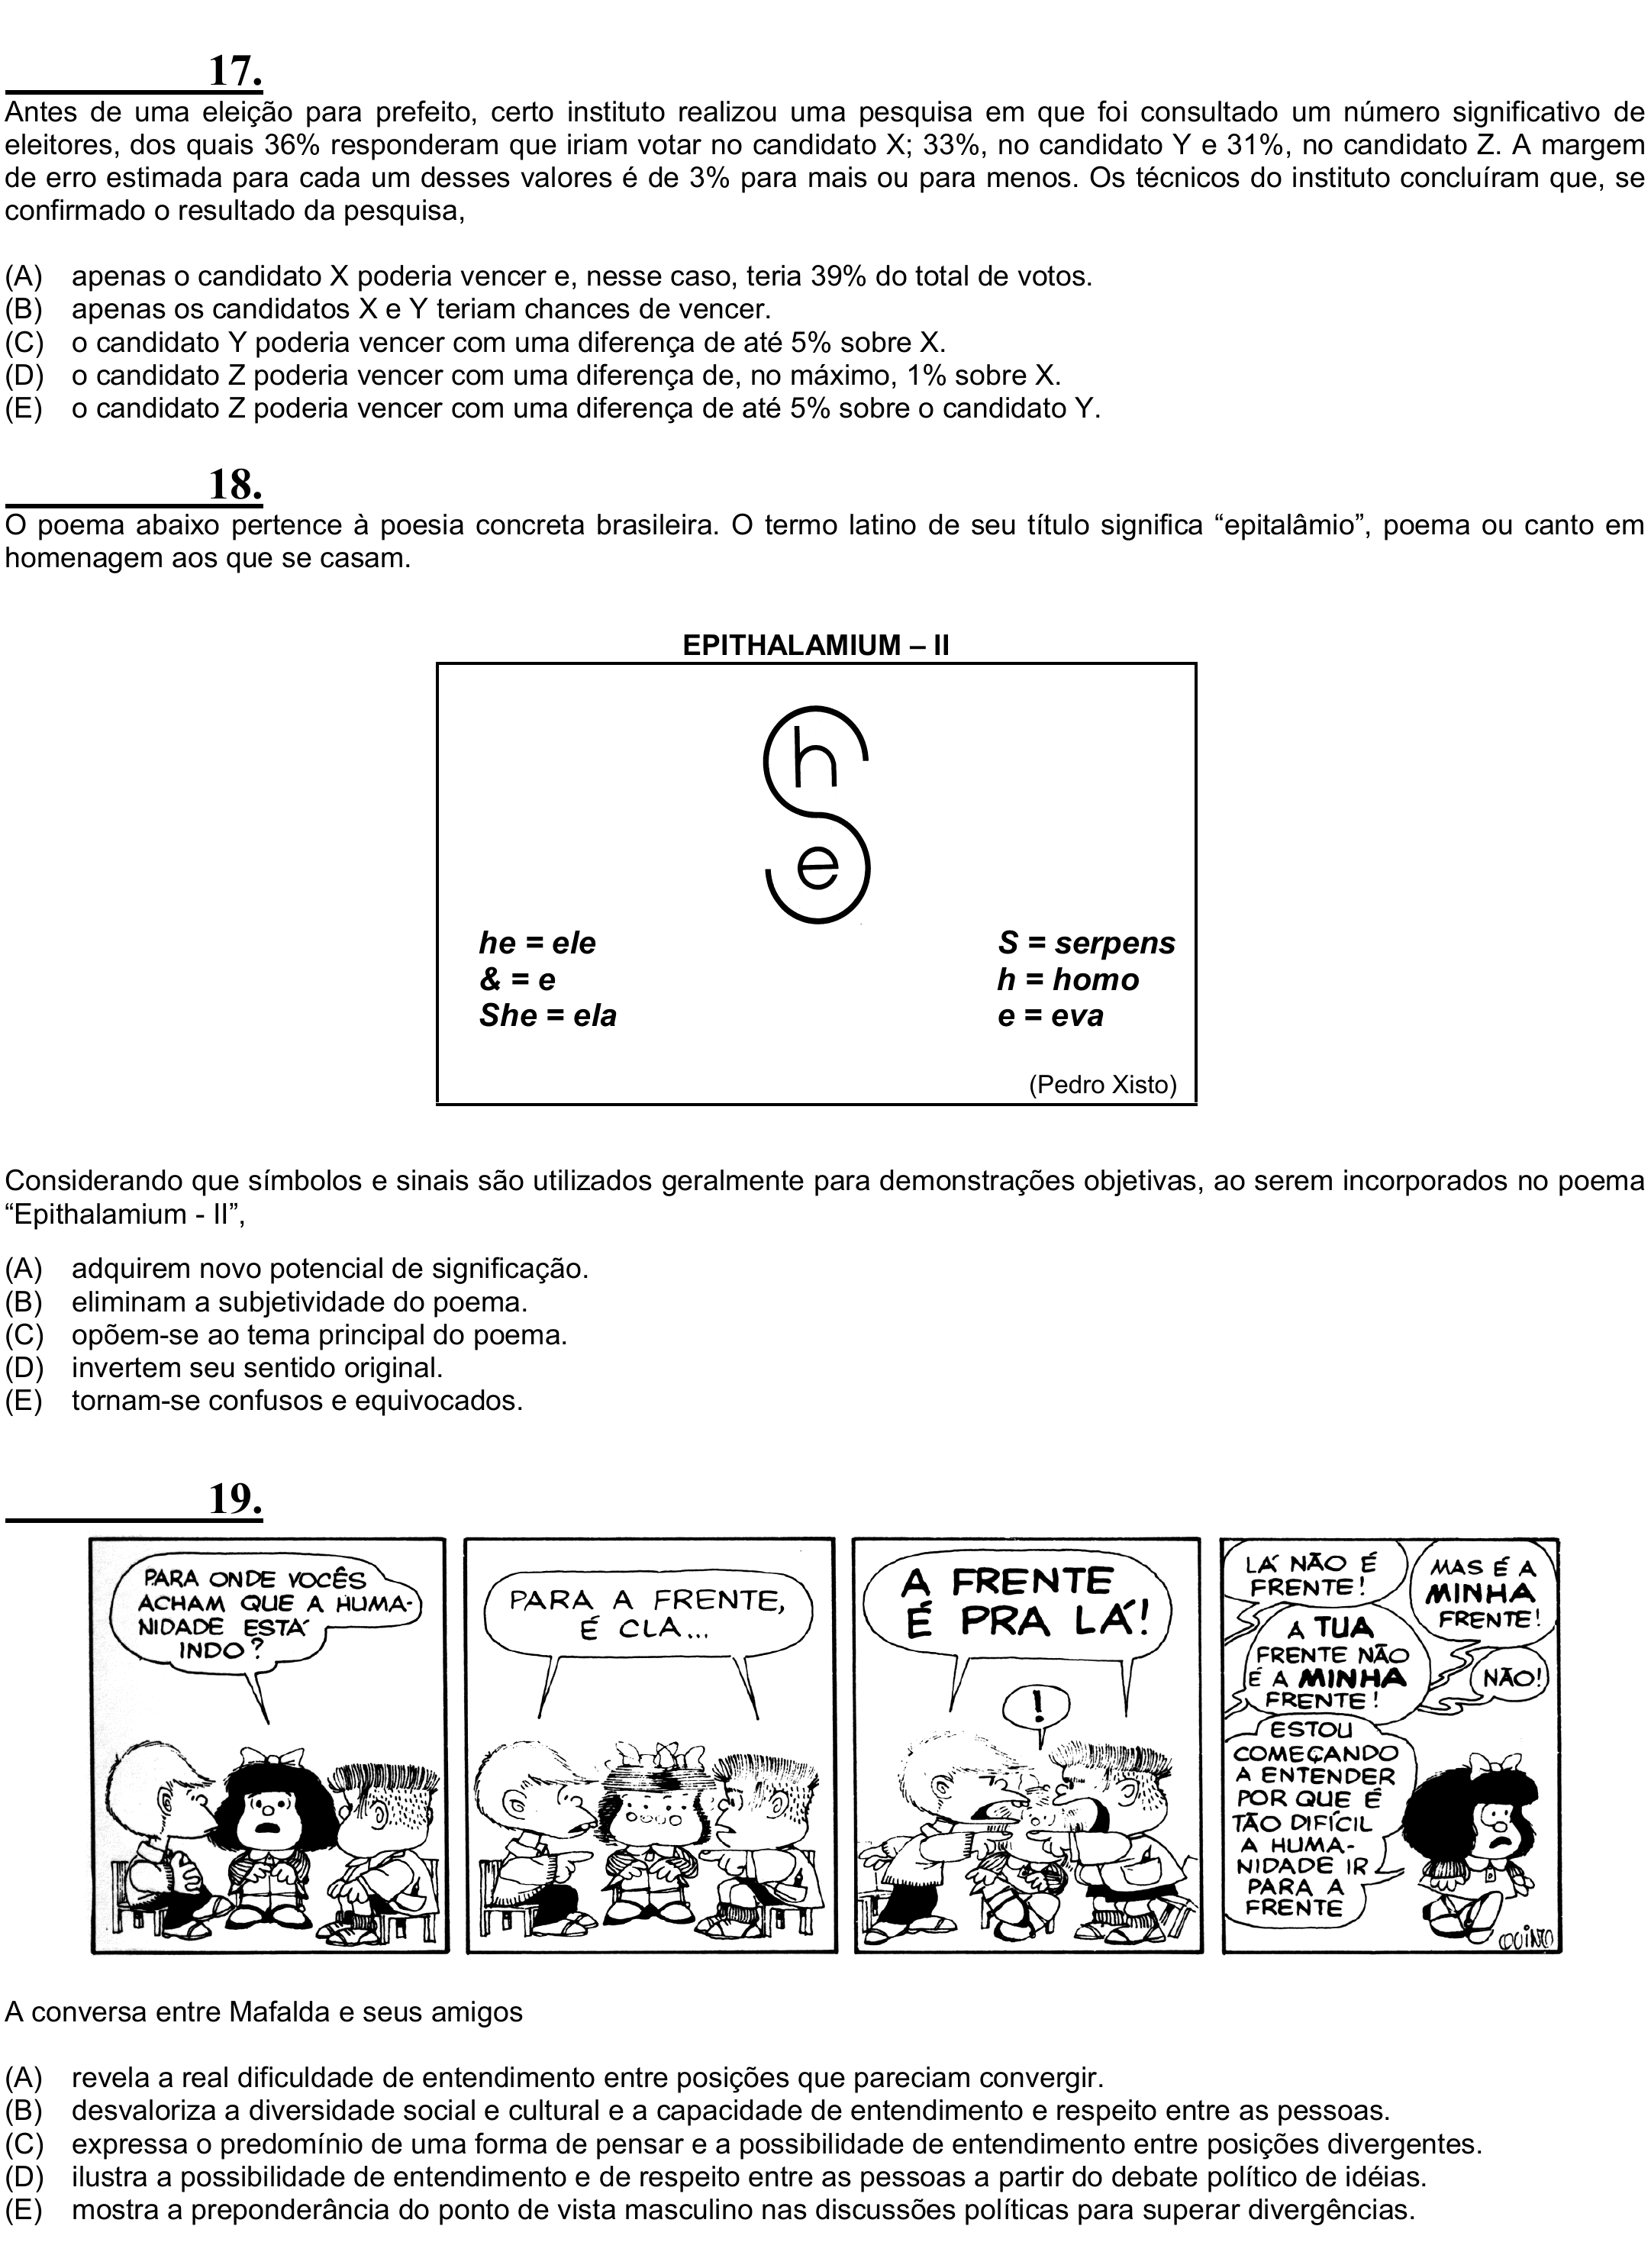 17.
Antes de uma eleição para prefeito, certo instituto realizou uma pesquisa em que foi consultado um número significativo de
eleitores, dos quais 36% responderam que iriam votar no candidato X; 33%, no candidato Y e 31%, no candidato Z. A margem
de erro estimada para cada um desses valores é de 3% para mais ou para menos. Os técnicos do instituto concluíram que, se
confirmado o resultado da pesquisa,
(A) apenas o candidato X poderia vencer e, nesse caso, teria 39% do total de votos.
(B) apenas os candidatos X e Y teriam chances de vencer.
(C) o candidato Y poderia vencer com uma diferença de até 5% sobre X.
(D) o candidato Z poderia vencer com uma diferença de, no máximo, 1% sobre X.
(E) o candidato Z poderia vencer com uma diferença de até 5% sobre o candidato Y.
18.
O poema abaixo pertence à poesia concreta brasileira. O termo latino de seu título significa “epitalâmio”, poema ou canto em
homenagem aos que se casam.
EPITHALAMIUM – II
S
h
e
he = ele
& = e
She = ela
S = serpens
h = homo
e = eva
(Pedro Xisto)
Considerando que símbolos e sinais são utilizados geralmente para demonstrações objetivas, ao serem incorporados no poema
“Epithalamium - II”,
(A) adquirem novo potencial de significação.
(B) eliminam a subjetividade do poema.
(C) opõem-se ao tema principal do poema.
(D) invertem seu sentido original.
(E) tornam-se confusos e equivocados.
19.
PARA ONDE VOCÊS
ACHAM QUE A HUMA-
NIDADE ESTÁ
INDO?
PARA A FRENTE,
É CLA...
A FRENTE
É PRA LÁ!
!
LÁ NÃO É
FRENTE!
MAS É A
MINHA
FRENTE!
A TUA
FRENTE NÃO
É A MINHA
FRENTE!
NÃO!
ESTOU
COMEÇANDO
A ENTENDER
POR QUE É
TÃO DIFÍCIL
A HUMA-
NIDADE IR
PARA A
FRENTE
QUINO
A conversa entre Mafalda e seus amigos
(A) revela a real dificuldade de entendimento entre posições que pareciam convergir.
(B) desvaloriza a diversidade social e cultural e a capacidade de entendimento e respeito entre as pessoas.
(C) expressa o predomínio de uma forma de pensar e a possibilidade de entendimento entre posições divergentes.
(D) ilustra a possibilidade de entendimento e de respeito entre as pessoas a partir do debate político de idéias.
(E) mostra a preponderância do ponto de vista masculino nas discussões políticas para superar divergências.